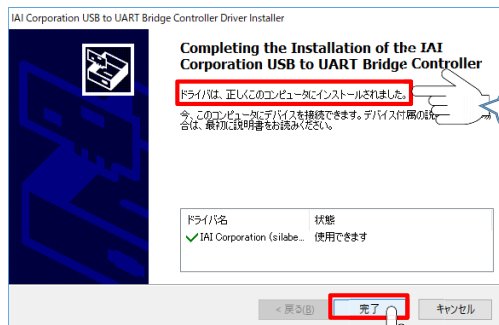 IAI Corporation USB to UART Bridge Controller Driver Installer
Completing the Installation of the IAI
Corporation USB to UART Bridge Controller
ドライバは、正しくこのコンピュータにインストールされました。
今、このコンピュータにデバイスを接続できます。デバイス付属の説
合は、最初に説明書をお読みください。
ドライバ名 状態
IAI Corporation (silabe... 使用できます
< 戻る(B) 完了 キャンセル